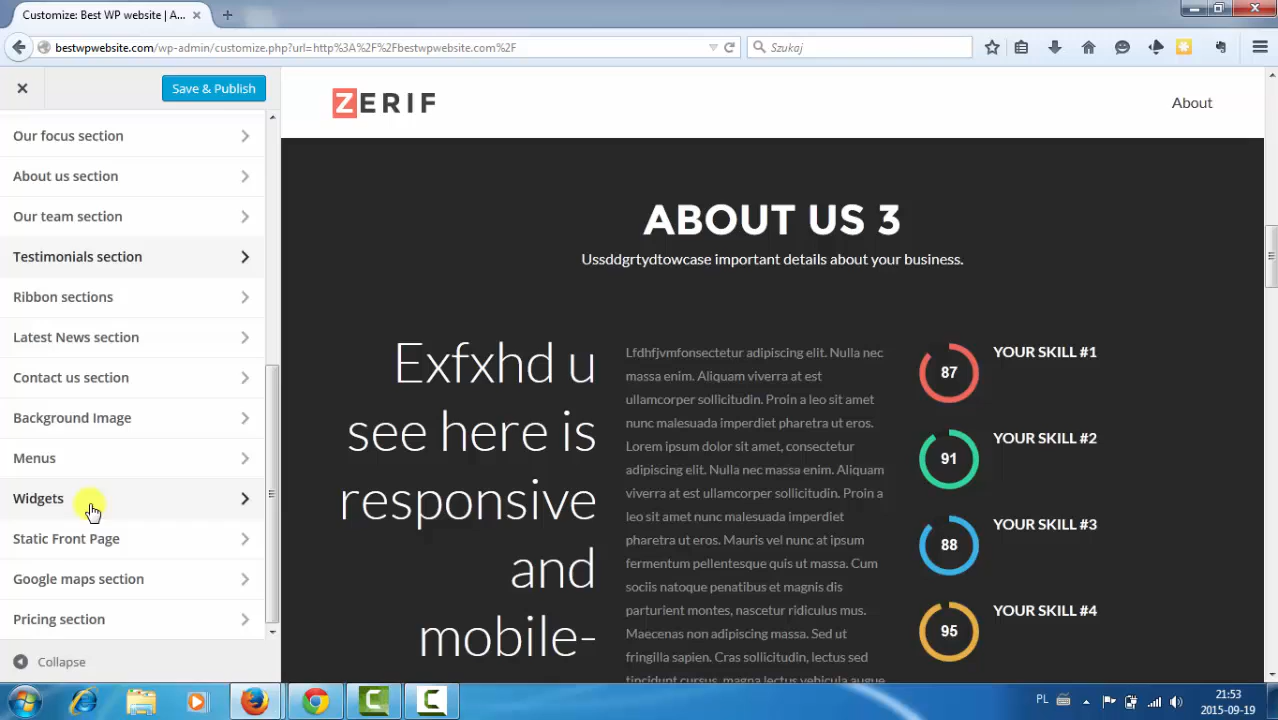 Customize: Best WP website | A...
bestwpwebsite.com/wp-admin/customize.php?url=http%3A%2F%2Fbestwpwebsite.com%2F
Szukaj
Save & Publish
Our focus section
About us section
Our team section
Testimonials section
Ribbon sections
Latest News section
Contact us section
Background Image
Menus
Widgets
Static Front Page
Google maps section
Pricing section
Collapse
ZERIF
About
ABOUT US 3
Ussddgrtydtowcase important details about your business.
Exfxhd u
see here is
responsive
and
mobile-
Lfdhfjvmfonsectetur adipiscing elit. Nulla nec
massa enim. Aliquam viverra at est
ullamcorper sollicitudin. Proin a leo sit amet
nunc malesuada imperdiet pharetra ut eros.
Lorem ipsum dolor sit amet, consectetur
adipiscing elit. Nulla nec massa enim. Aliquam
viverra at est ullamcorper sollicitudin. Proin a
leo sit amet nunc malesuada imperdiet
pharetra ut eros. Mauris vel nunc at ipsum
fermentum pellentesque quis ut massa. Cum
sociis natoque penatibus et magnis dis
parturient montes, nascetur ridiculus mus.
Maecenas non adipiscing massa. Sed ut
fringilla sapien. Cras sollicitudin, lectus sed
tincidunt cursus, magna lectus vehicula augue
87
YOUR SKILL #1
91
YOUR SKILL #2
88
YOUR SKILL #3
95
YOUR SKILL #4
PL
21:53
2015-09-19